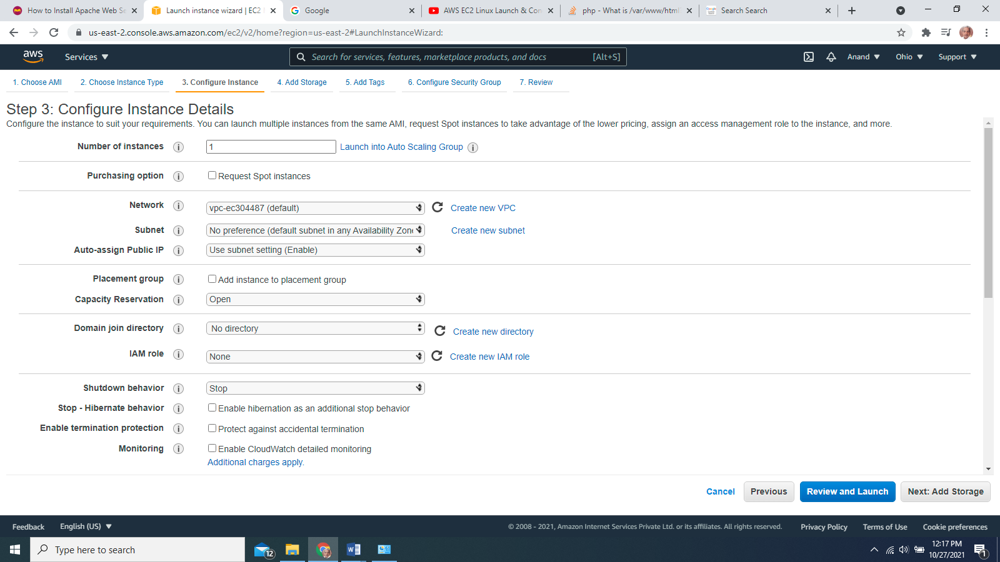 How to Install Apache Web Se
Launch instance wizard | EC2
Google
AWS EC2 Linux Launch & Con
php - What is /var/www/html
Search Search
us-east-2.console.aws.amazon.com/ec2/v2/home?region=us-east-2#LaunchInstanceWizard:
aws
Services
Search for services, features, marketplace products, and docs
[Alt+S]
Anand
Ohio
Support
1. Choose AMI
2. Choose Instance Type
3. Configure Instance
4. Add Storage
5. Add Tags
6. Configure Security Group
7. Review
Step 3: Configure Instance Details
Configure the instance to suit your requirements. You can launch multiple instances from the same AMI, request Spot instances to take advantage of the lower pricing, assign an access management role to the instance, and more.
Number of instances
1
Launch into Auto Scaling Group
Purchasing option
Request Spot instances
Network
vpc-ec304487 (default)
Create new VPC
Subnet
No preference (default subnet in any Availability Zone
Create new subnet
Auto-assign Public IP
Use subnet setting (Enable)
Placement group
Add instance to placement group
Capacity Reservation
Open
Domain join directory
No directory
Create new directory
IAM role
None
Create new IAM role
Shutdown behavior
Stop
Stop - Hibernate behavior
Enable hibernation as an additional stop behavior
Enable termination protection
Protect against accidental termination
Monitoring
Enable CloudWatch detailed monitoring
Additional charges apply.
Cancel
Previous
Review and Launch
Next: Add Storage
Feedback
English (US)
© 2008 - 2021, Amazon Internet Services Private Ltd. or its affiliates. All rights reserved.
Privacy Policy
Terms of Use
Cookie preferences
Type here to search
12
12:17 PM
10/27/2021
1